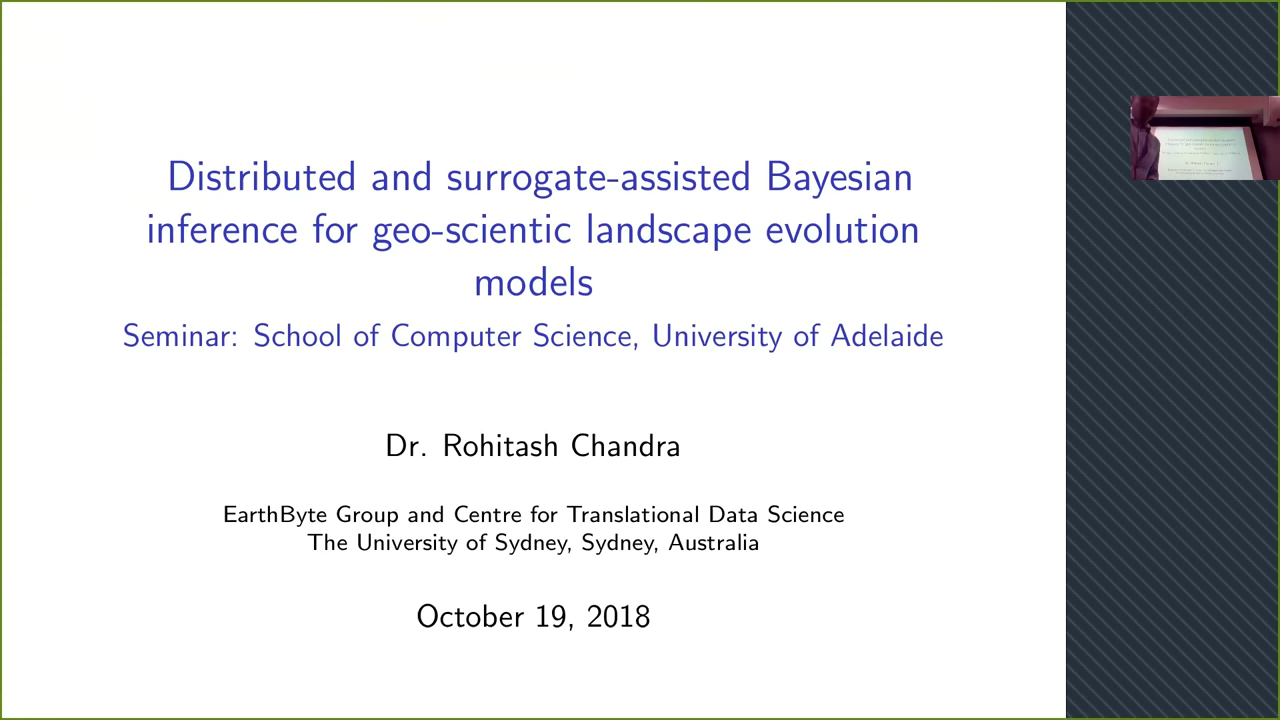 Distributed and surrogate-assisted Bayesian
inference for geo-scientic landscape evolution
models
Seminar: School of Computer Science, University of Adelaide
Dr. Rohitash Chandra
EarthByte Group and Centre for Translational Data Science
The University of Sydney, Sydney, Australia
October 19, 2018